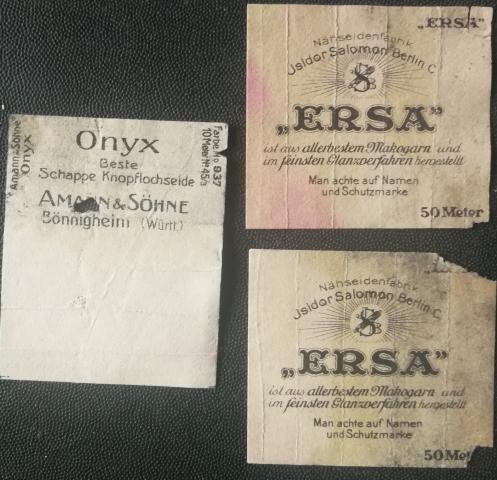 Amann-Söhne
Onyx
Farbe No 937
10 Meter No 45/3
Onyx
Beste
Schappe Knopflochseide
AMANN & SÖHNE
Bönnigheim (Württ.)
„ERSA”
Nähseidenfabrik
Isidor Salomon Berlin C.
„ERSA”
ist aus allerbestem Makogarn und
im feinsten Glanzverfahren hergestellt
Man achte auf Namen
und Schutzmarke
50 Meter
Nähseidenfabrik
Isidor Salomon Berlin C.
„ERSA”
ist aus allerbestem Makogarn und
im feinsten Glanzverfahren hergestellt
Man achte auf Namen
und Schutzmarke
50 Mete